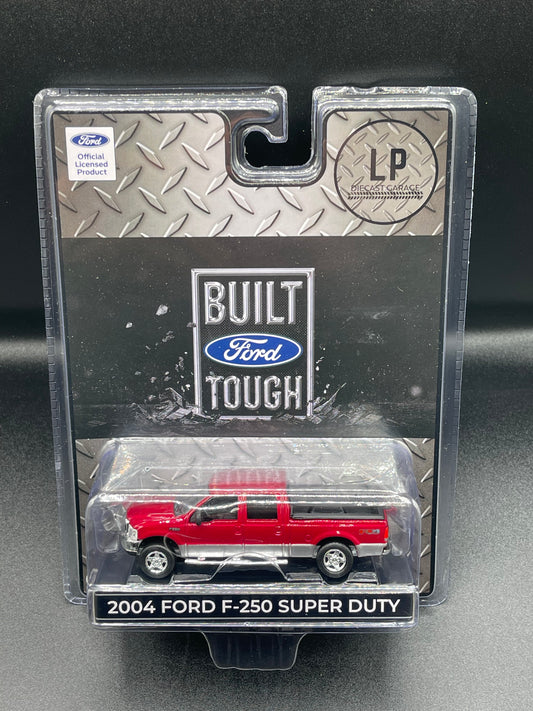 Ford
Official
Licensed
Product
LP
DIECAST GARAGE
BUILT
Ford
TOUGH
2004 FORD F-250 SUPER DUTY